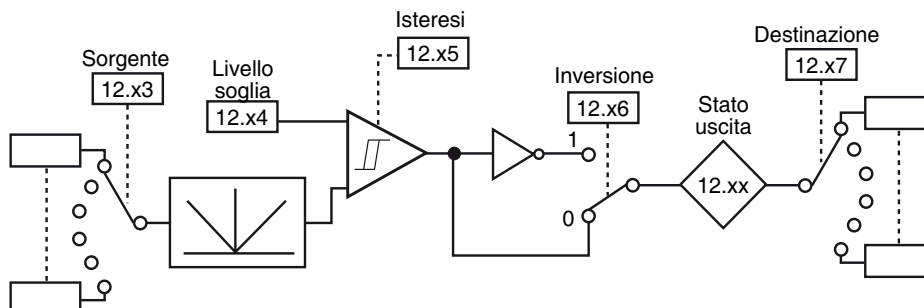 Isteresi
12.x5
Sorgente
12.x3
Livello
soglia
12.x4
Inversione
12.x6
Destinazione
12.x7
Stato
uscita
12.xx
1
0